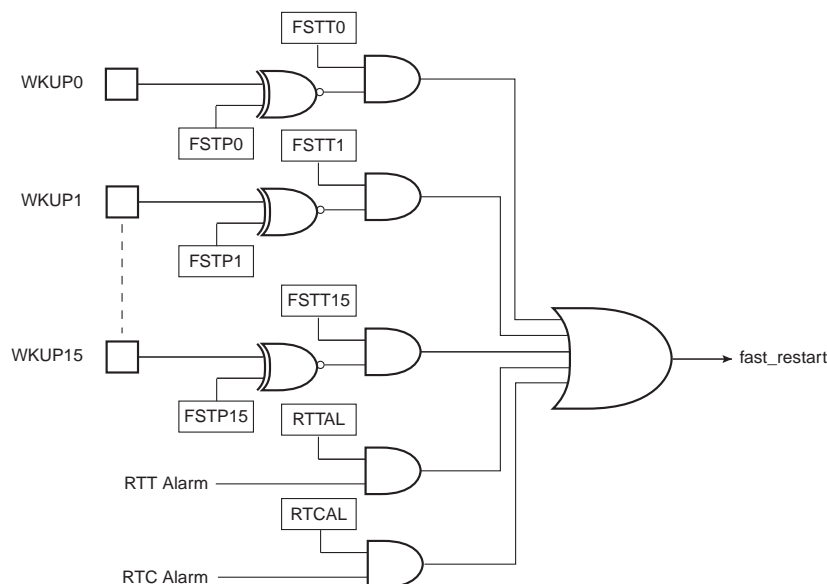 FSTT0
WKUP0
FSTP0
FSTT1
WKUP1
FSTP1
FSTT15
WKUP15
fast_restart
FSTP15
RTTAL
RTT Alarm
RTCAL
RTC Alarm